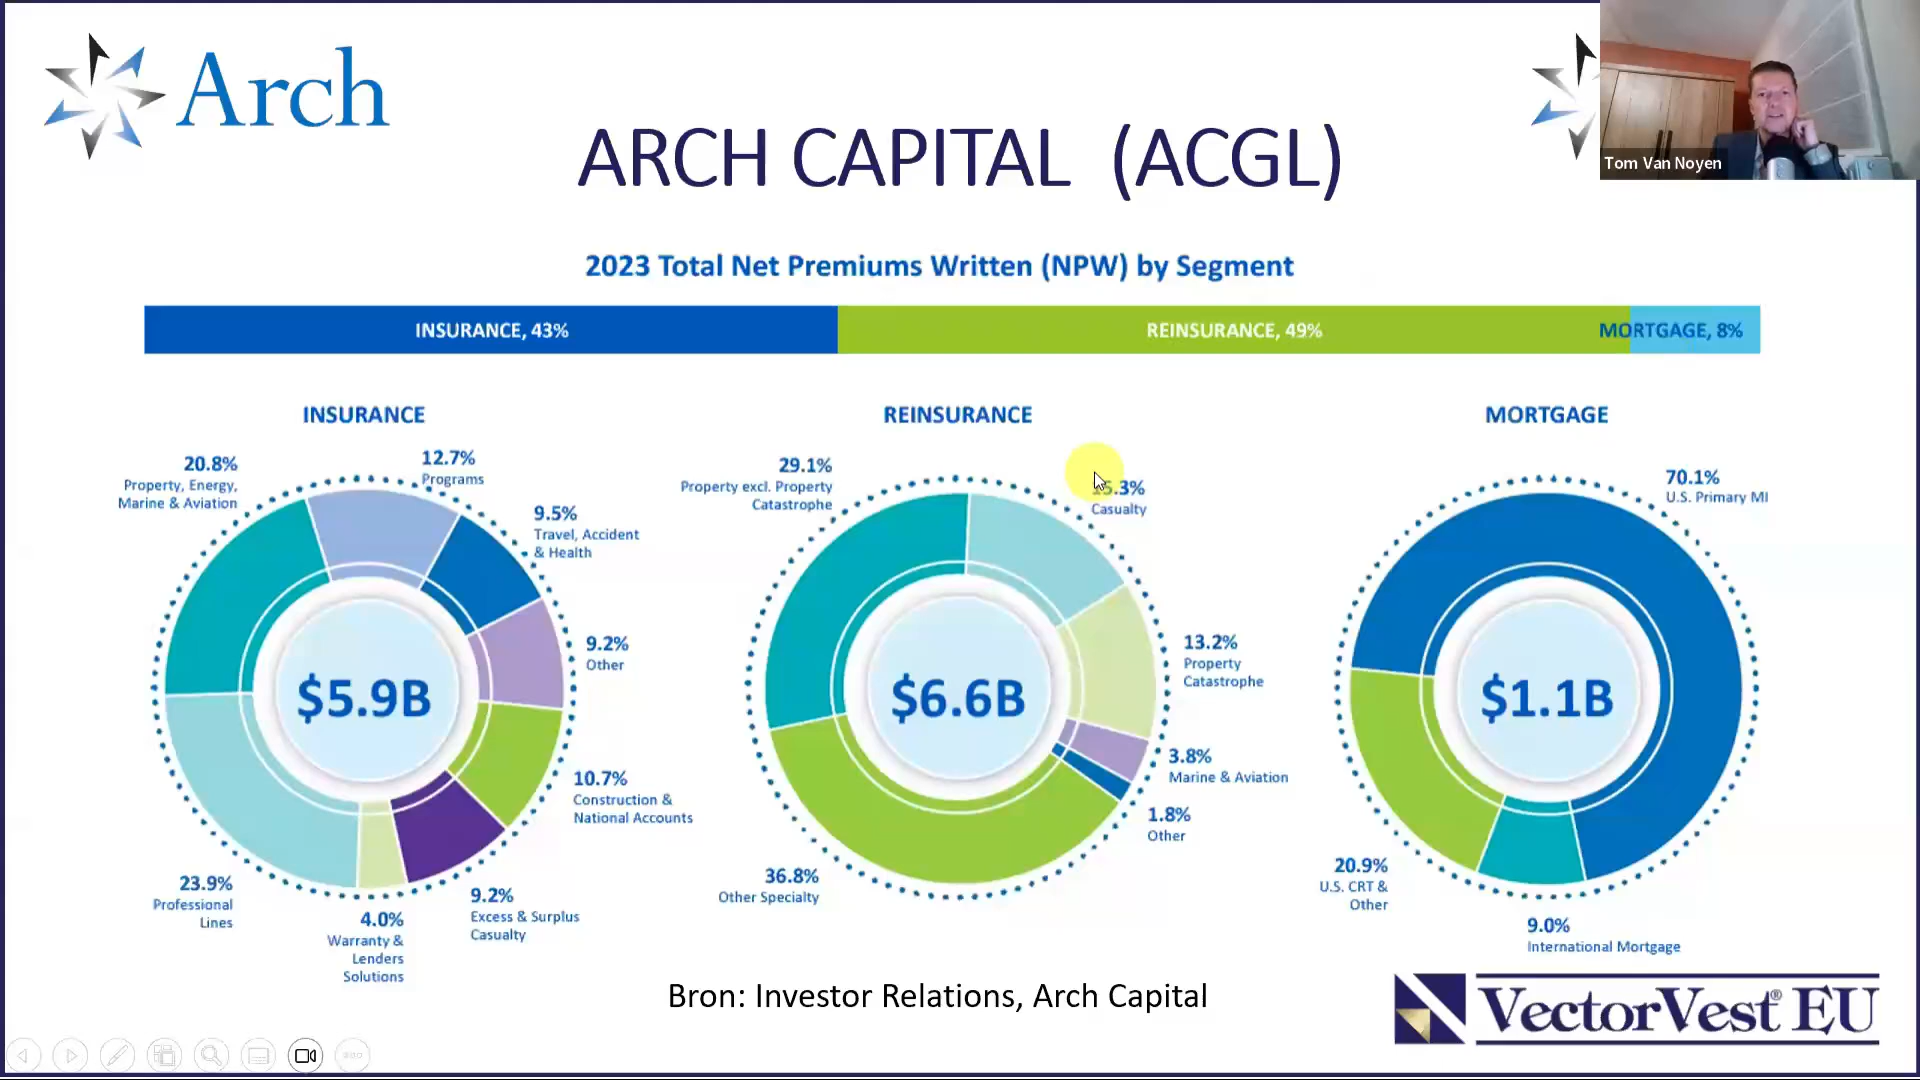 Arch
Tom Van Noyen
ARCH CAPITAL (ACGL)
2023 Total Net Premiums Written (NPW) by Segment
INSURANCE, 43%
REINSURANCE, 49%
MORTGAGE, 8%
INSURANCE
20.8%
Property, Energy,
Marine & Aviation
12.7%
Programs
9.5%
Travel, Accident
& Health
9.2%
Other
10.7%
Construction &
National Accounts
9.2%
Excess & Surplus
Casualty
4.0%
Warranty &
Lenders
Solutions
23.9%
Professional
Lines
$5.9B
REINSURANCE
29.1%
Property excl. Property
Catastrophe
15.3%
Casualty
13.2%
Property
Catastrophe
3.8%
Marine & Aviation
1.8%
Other
36.8%
Other Specialty
$6.6B
MORTGAGE
70.1%
U.S. Primary MI
20.9%
U.S. CRT &
Other
9.0%
International Mortgage
$1.1B
Bron: Investor Relations, Arch Capital
VectorVest® EU